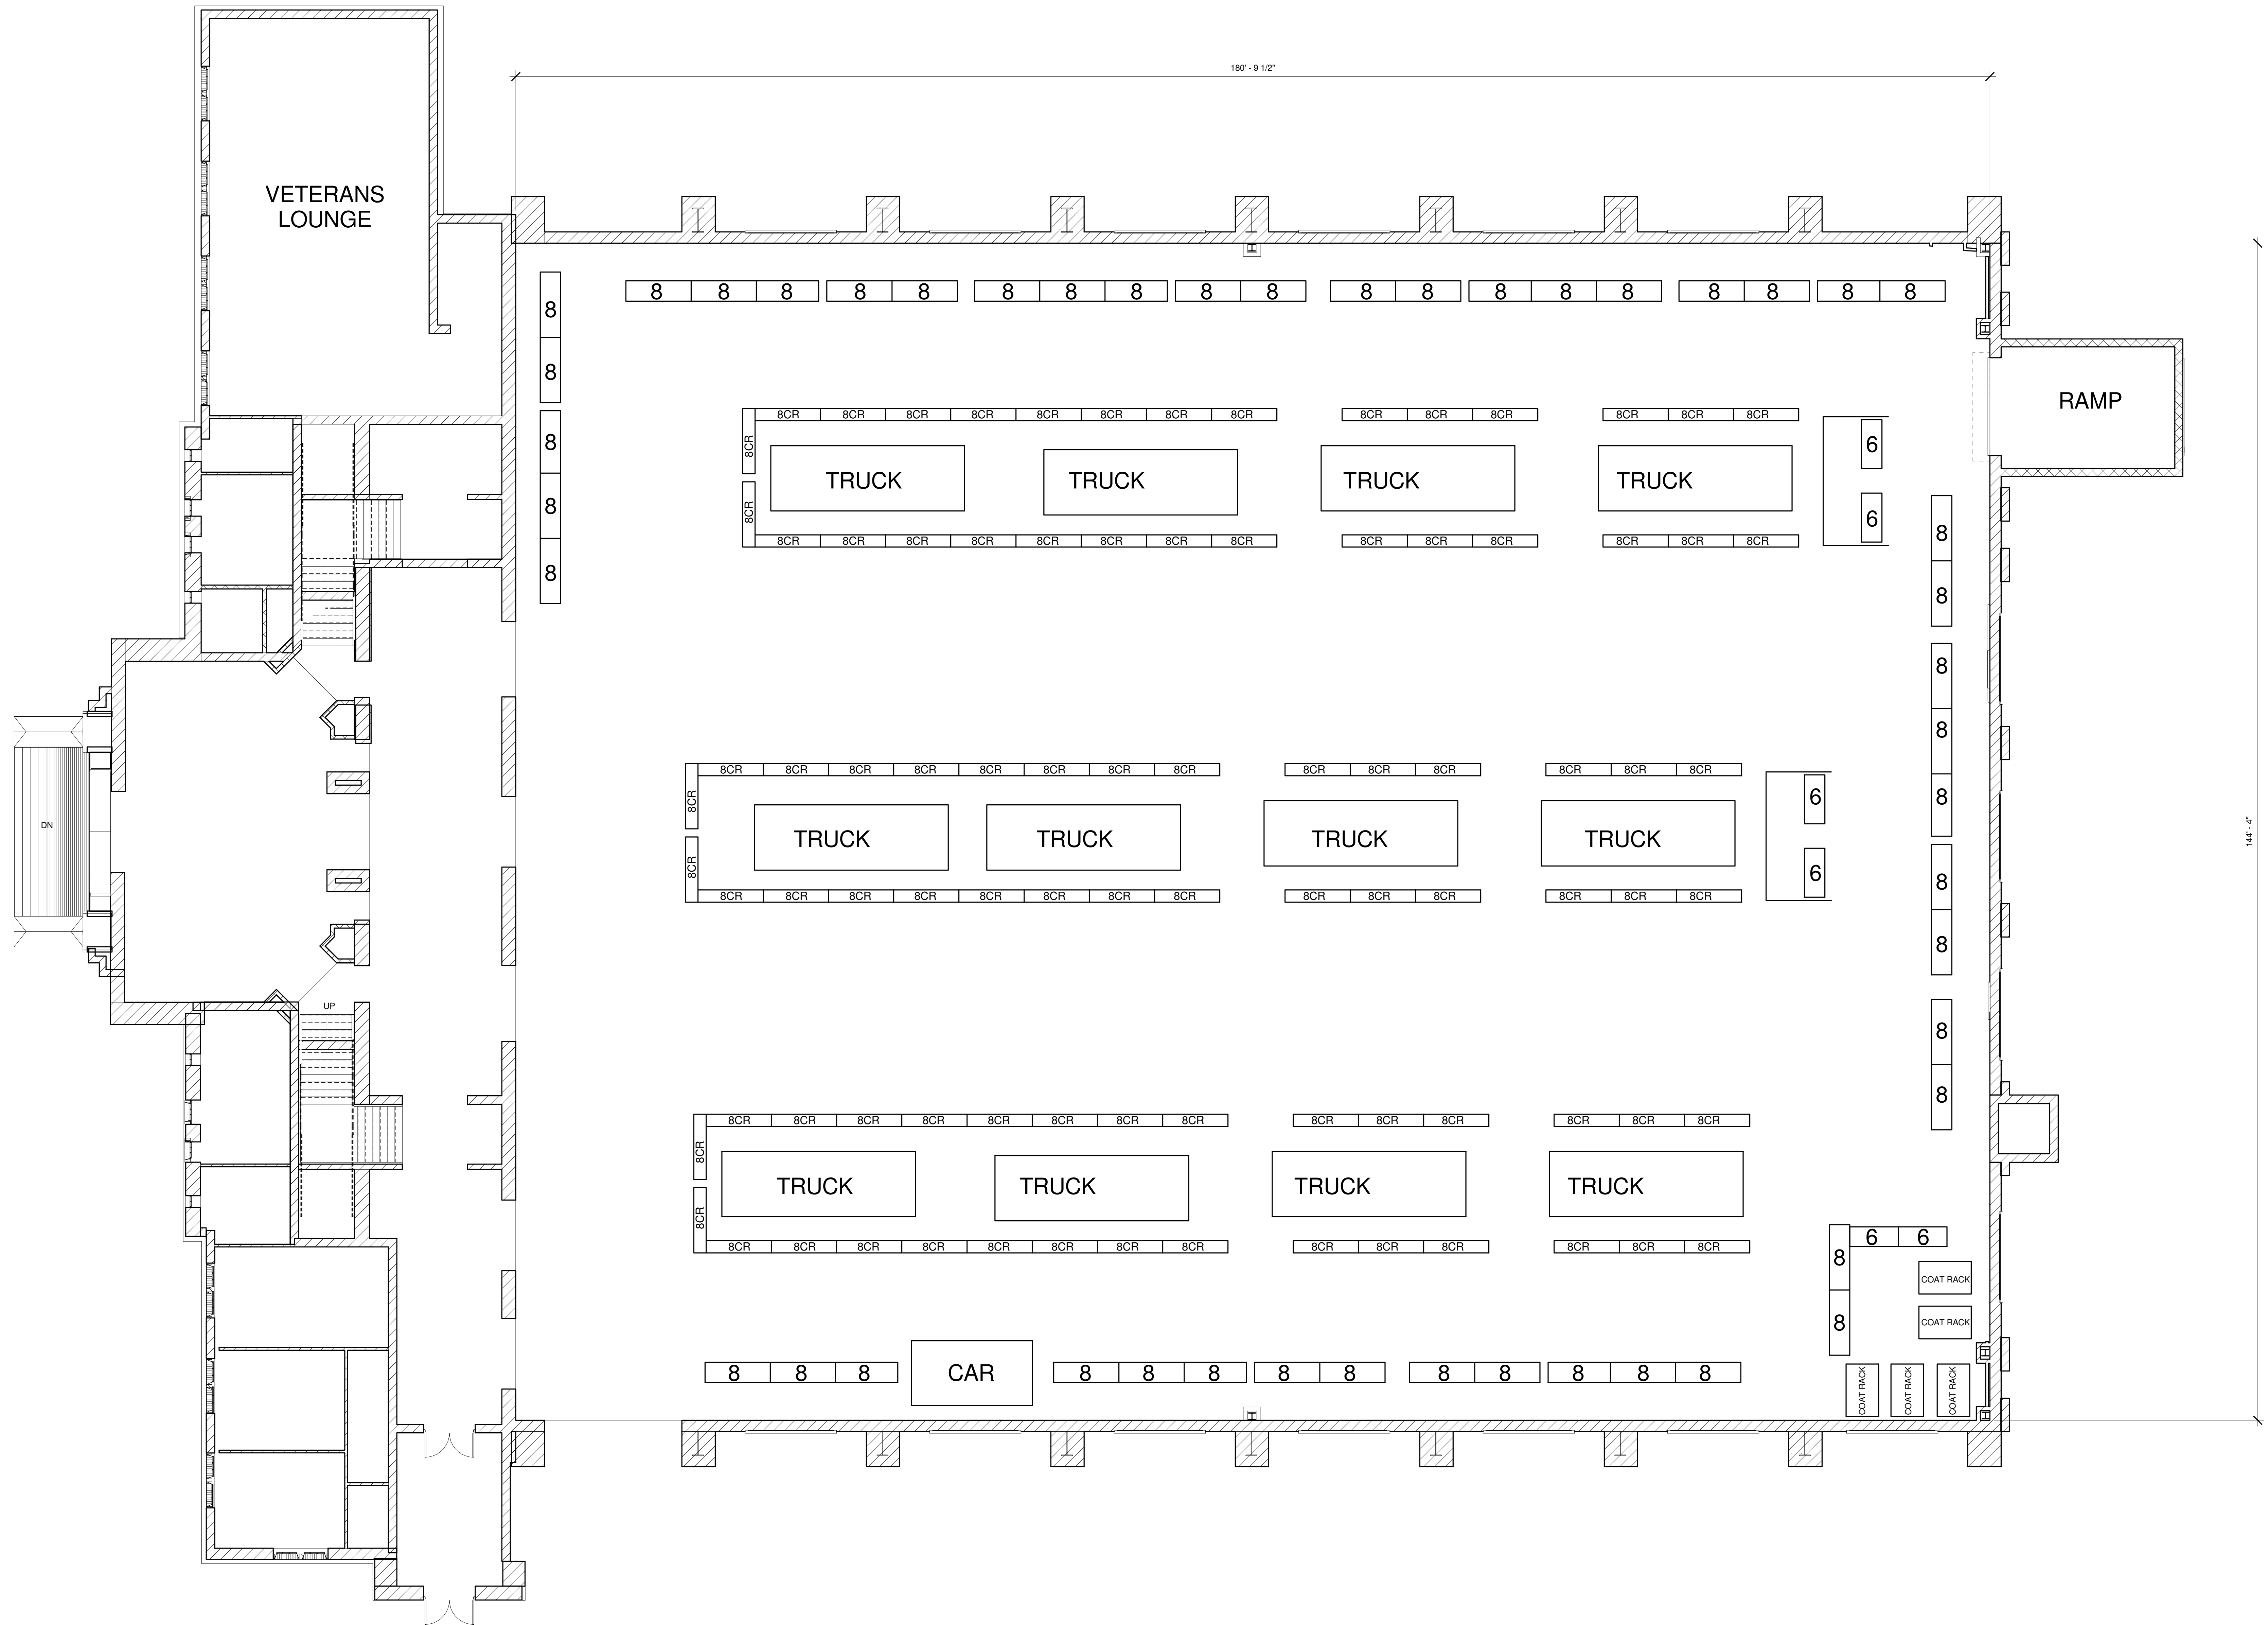 180' - 9 1/2"
VETERANS
LOUNGE
8 8 8 8 8 8 8 8 8 8 8 8 8 8 8 8 8 8 8
8
8
8
8
8
RAMP
8CR 8CR 8CR 8CR 8CR 8CR 8CR 8CR 8CR 8CR 8CR 8CR 8CR 8CR
8CR
8CR
TRUCK TRUCK TRUCK TRUCK
6
6
8CR 8CR 8CR 8CR 8CR 8CR 8CR 8CR 8CR 8CR 8CR 8CR 8CR 8CR
8
8
8
8
8
8
8
8
8
144' - 4"
DN
8CR 8CR 8CR 8CR 8CR 8CR 8CR 8CR 8CR 8CR 8CR 8CR 8CR 8CR
8CR
8CR
TRUCK TRUCK TRUCK TRUCK
6
6
8CR 8CR 8CR 8CR 8CR 8CR 8CR 8CR 8CR 8CR 8CR 8CR 8CR 8CR
UP
8CR 8CR 8CR 8CR 8CR 8CR 8CR 8CR 8CR 8CR 8CR 8CR 8CR 8CR
8CR
8CR
TRUCK TRUCK TRUCK TRUCK
8CR 8CR 8CR 8CR 8CR 8CR 8CR 8CR 8CR 8CR 8CR 8CR 8CR 8CR
6 6
8
8
COAT RACK
COAT RACK
8 8 8 CAR 8 8 8 8 8 8 8 8 8 8
COAT RACK
COAT RACK
COAT RACK